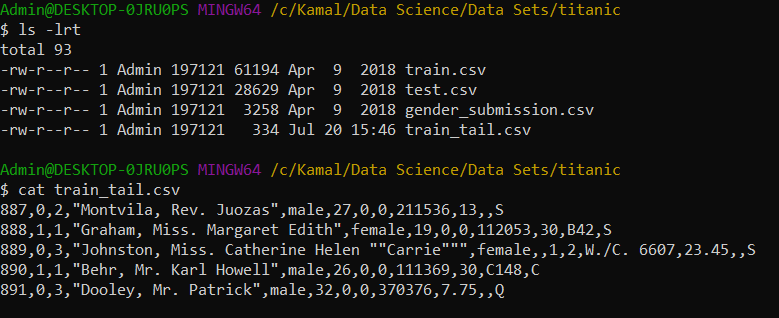 Admin@DESKTOP-0JRU0PS MINGW64 /c/Kamal/Data Science/Data Sets/titanic
$ ls -lrt
total 93
-rw-r--r-- 1 Admin 197121 61194 Apr  9  2018 train.csv
-rw-r--r-- 1 Admin 197121 28629 Apr  9  2018 test.csv
-rw-r--r-- 1 Admin 197121  3258 Apr  9  2018 gender_submission.csv
-rw-r--r-- 1 Admin 197121   334 Jul 20 15:46 train_tail.csv
Admin@DESKTOP-0JRU0PS MINGW64 /c/Kamal/Data Science/Data Sets/titanic
$ cat train_tail.csv
887,0,2,"Montvila, Rev. Juozas",male,27,0,0,211536,13,,S
888,1,1,"Graham, Miss. Margaret Edith",female,19,0,0,112053,30,B42,S
889,0,3,"Johnston, Miss. Catherine Helen ""Carrie""",female,,1,2,W./C. 6607,23.45,,S
890,1,1,"Behr, Mr. Karl Howell",male,26,0,0,111369,30,C148,C
891,0,3,"Dooley, Mr. Patrick",male,32,0,0,370376,7.75,,Q